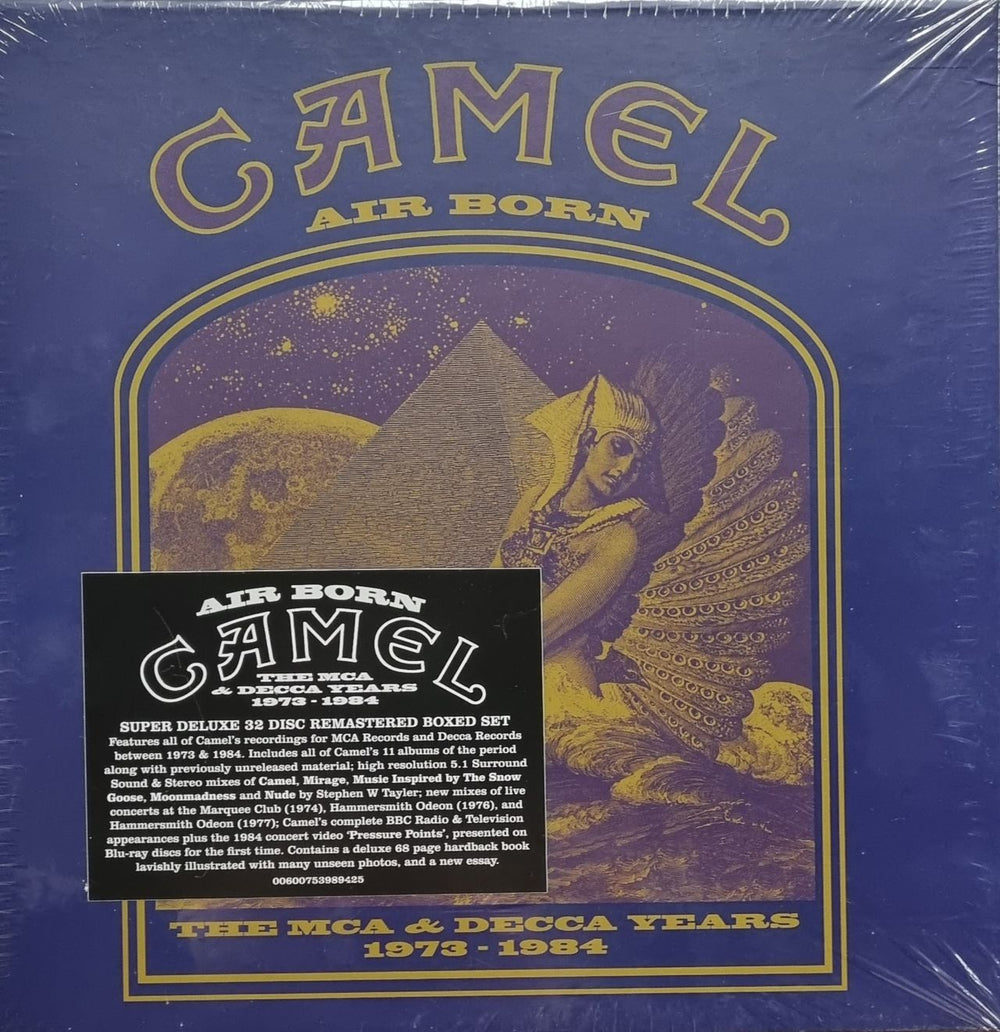 CAMEL
AIR BORN
AIR BORN
CAMEL
THE MCA
& DECCA YEARS
1973 - 1984
SUPER DELUXE 32 DISC REMASTERED BOXED SET
Features all of Camel's recordings for MCA Records and Decca Records
between 1973 & 1984. Includes all of Camel's 11 albums of the period
along with previously unreleased material; high resolution 5.1 Surround
Sound & Stereo mixes of Camel, Mirage, Music Inspired by The Snow
Goose, Moonmadness and Nude by Stephen W Tayler; new mixes of live
concerts at the Marquee Club (1974), Hammersmith Odeon (1976), and
Hammersmith Odeon (1977); Camel's complete BBC Radio & Television
appearances plus the 1984 concert video 'Pressure Points', presented on
Blu-ray discs for the first time. Contains a deluxe 68 page hardback book
lavishly illustrated with many unseen photos, and a new essay.
00600753989425
THE MCA & DECCA YEARS
1973 - 1984